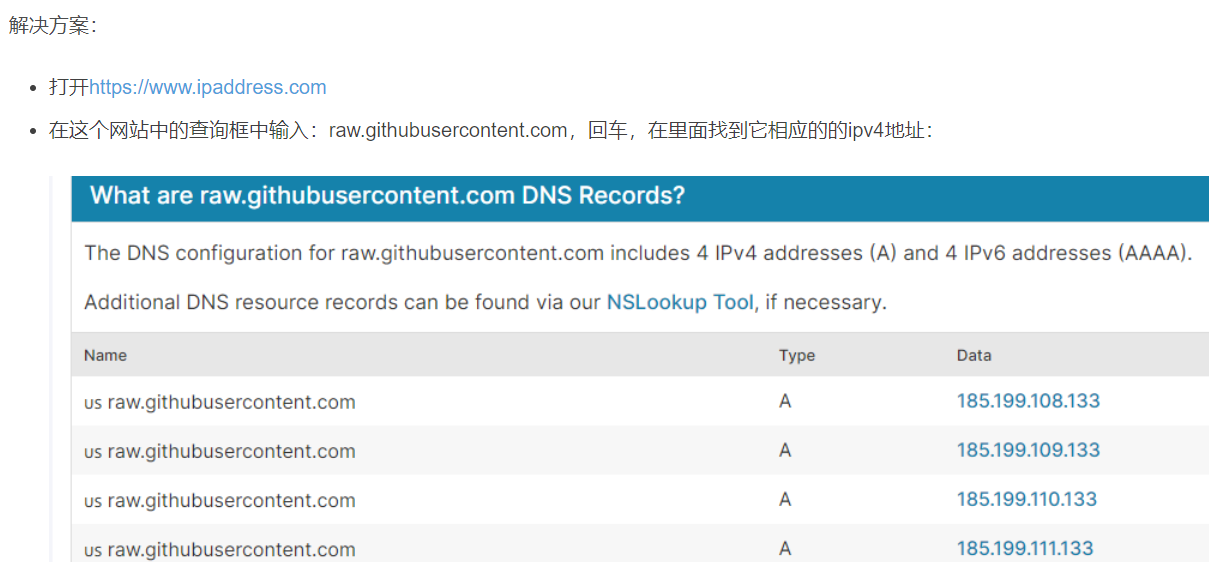 解决方案：
打开https://www.ipaddress.com
在这个网站中的查询框中输入：raw.githubusercontent.com，回车，在里面找到它相应的的ipv4地址：
What are raw.githubusercontent.com DNS Records?
The DNS configuration for raw.githubusercontent.com includes 4 IPv4 addresses (A) and 4 IPv6 addresses (AAAA).
Additional DNS resource records can be found via our NSLookup Tool, if necessary.
Name Type Data
us raw.githubusercontent.com A 185.199.108.133
us raw.githubusercontent.com A 185.199.109.133
us raw.githubusercontent.com A 185.199.110.133
us raw.githubusercontent.com A 185.199.111.133